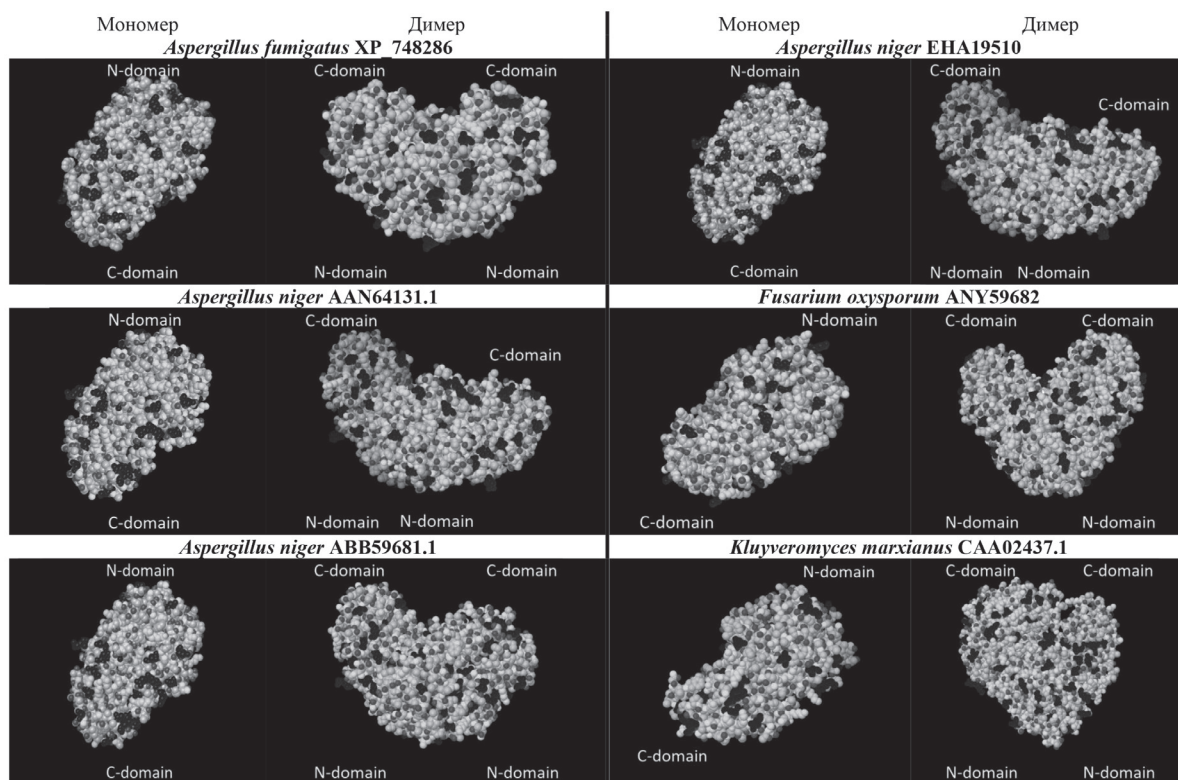 Мономер Димер Мономер Димер
Aspergillus fumigatus XP_748286 Aspergillus niger EHA19510
N-domain C-domain C-domain N-domain C-domain
C-domain
C-domain N-domain N-domain C-domain N-domain N-domain
Aspergillus niger AAN64131.1 Fusarium oxysporum ANY59682
N-domain C-domain N-domain C-domain C-domain
C-domain
C-domain N-domain N-domain C-domain N-domain N-domain
Aspergillus niger ABB59681.1 Kluyveromyces marxianus CAA02437.1
N-domain C-domain C-domain N-domain C-domain C-domain
C-domain
C-domain N-domain N-domain N-domain N-domain